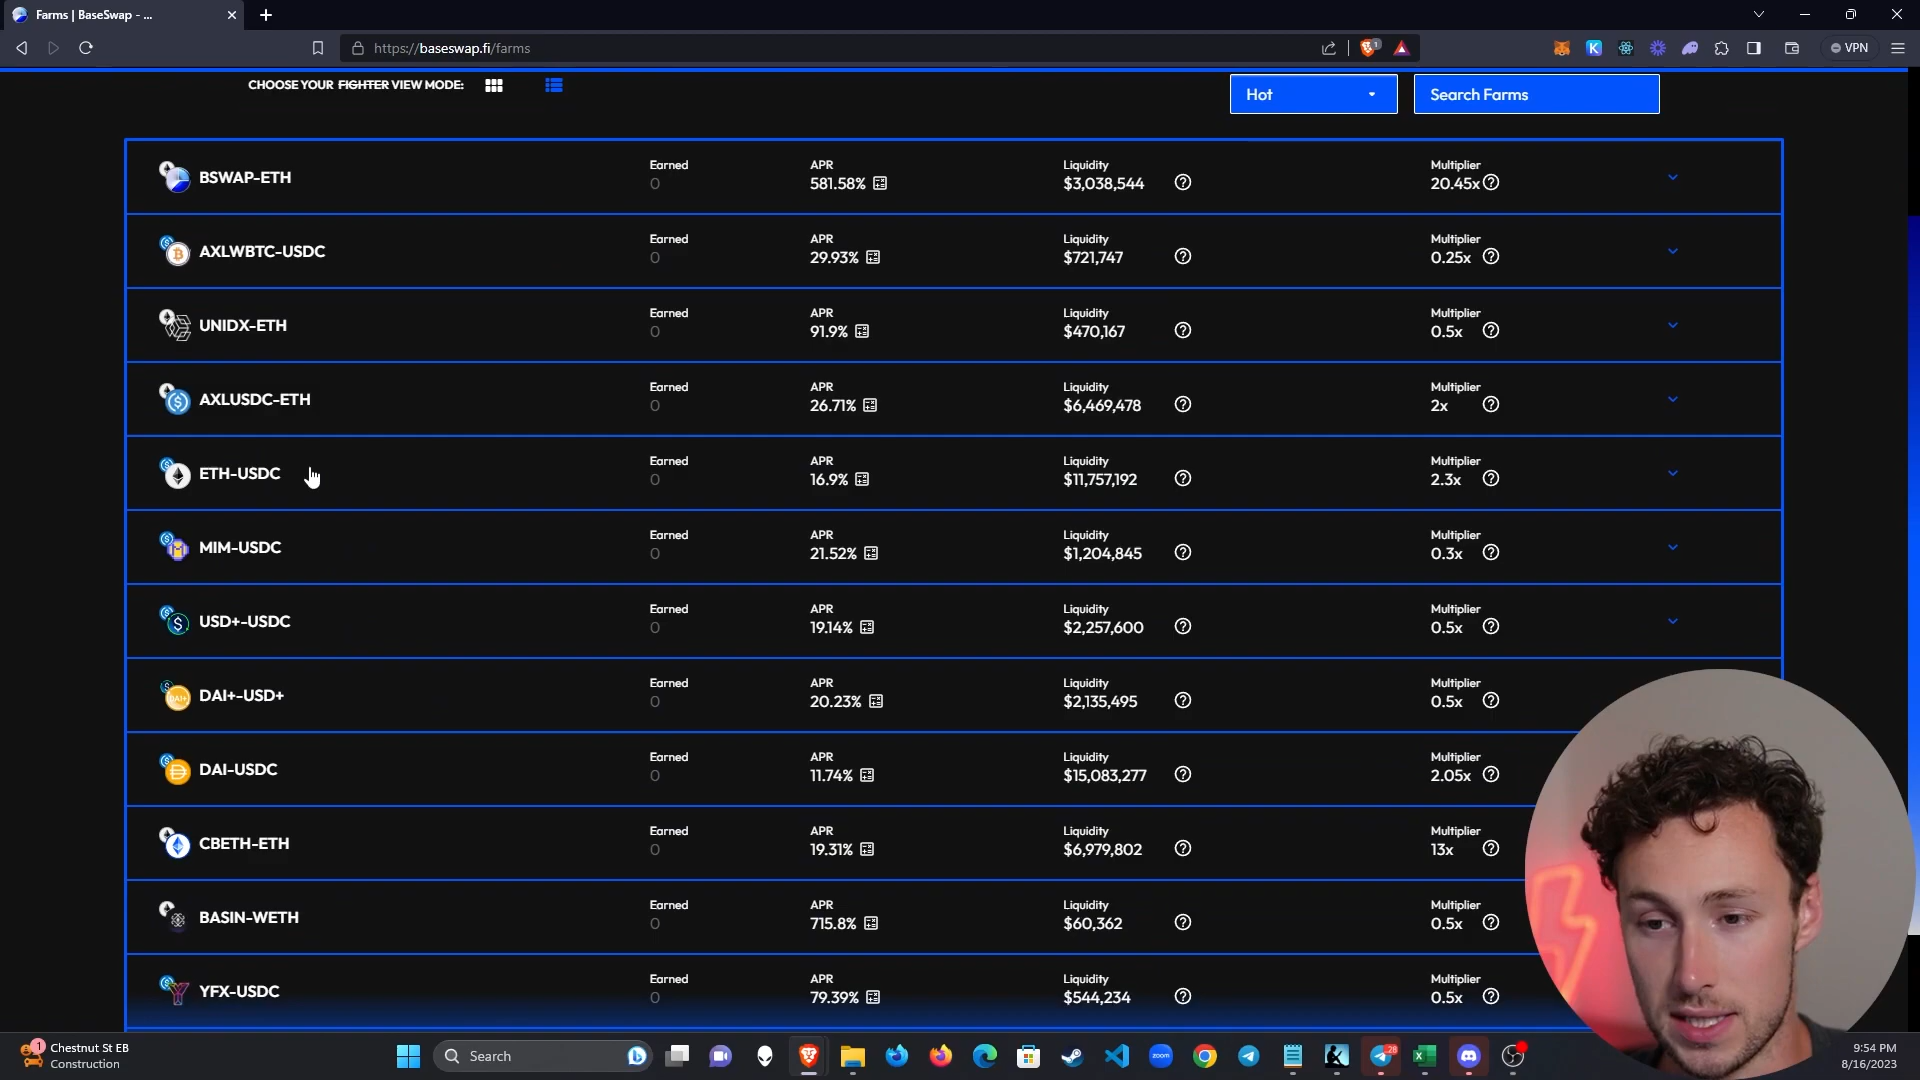 Farms | BaseSwap - ...
https://baseswap.fi/farms
1
VPN
CHOOSE YOUR FIGHTER VIEW MODE:
Hot
Search Farms
BSWAP-ETH
Earned
0
APR
581.58%
Liquidity
$3,038,544
Multiplier
20.45x
AXLWBTC-USDC
Earned
0
APR
29.93%
Liquidity
$721,747
Multiplier
0.25x
UNIDX-ETH
Earned
0
APR
91.9%
Liquidity
$470,167
Multiplier
0.5x
AXLUSDC-ETH
Earned
0
APR
26.71%
Liquidity
$6,469,478
Multiplier
2x
ETH-USDC
Earned
0
APR
16.9%
Liquidity
$11,757,192
Multiplier
2.3x
MIM-USDC
Earned
0
APR
21.52%
Liquidity
$1,204,845
Multiplier
0.3x
USD+-USDC
Earned
0
APR
19.14%
Liquidity
$2,257,600
Multiplier
0.5x
DAI+-USD+
Earned
0
APR
20.23%
Liquidity
$2,135,495
Multiplier
0.5x
DAI-USDC
Earned
0
APR
11.74%
Liquidity
$15,083,277
Multiplier
2.05x
CBETH-ETH
Earned
0
APR
19.31%
Liquidity
$6,979,802
Multiplier
13x
BASIN-WETH
Earned
0
APR
715.8%
Liquidity
$60,362
Multiplier
0.5x
YFX-USDC
Earned
0
APR
79.39%
Liquidity
$544,234
Multiplier
0.5x
1
Chestnut St EB
Construction
Search
zoom
28
9:54 PM
8/16/2023